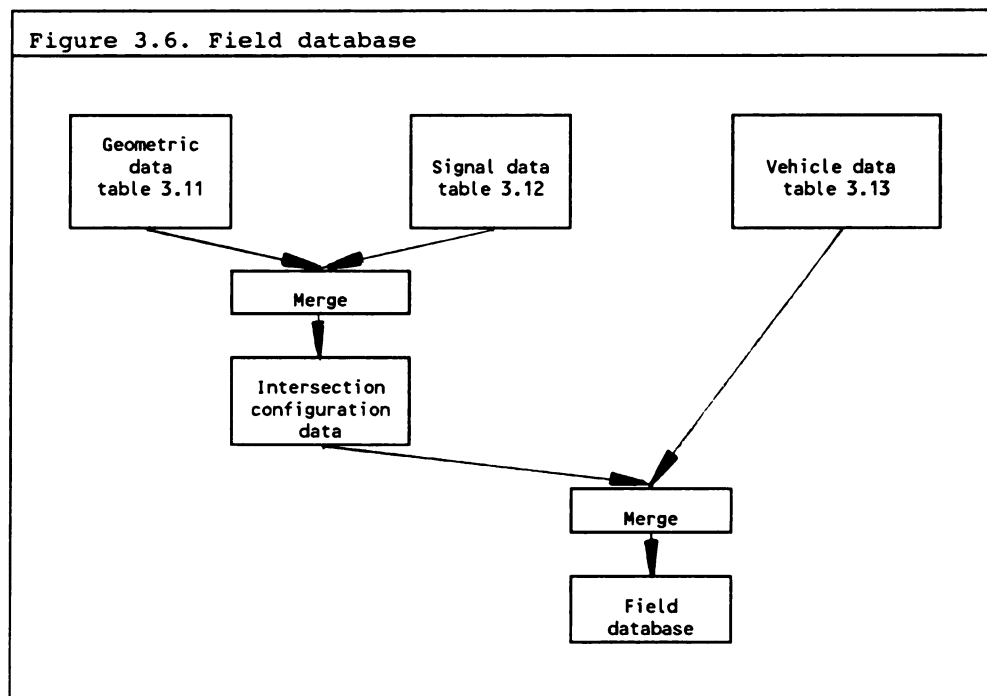 Figure 3.6. Field database
Geometric
data
table 3.11
Signal data
table 3.12
Vehicle data
table 3.13
Merge
Intersection
configuration
data
Merge
Field
database